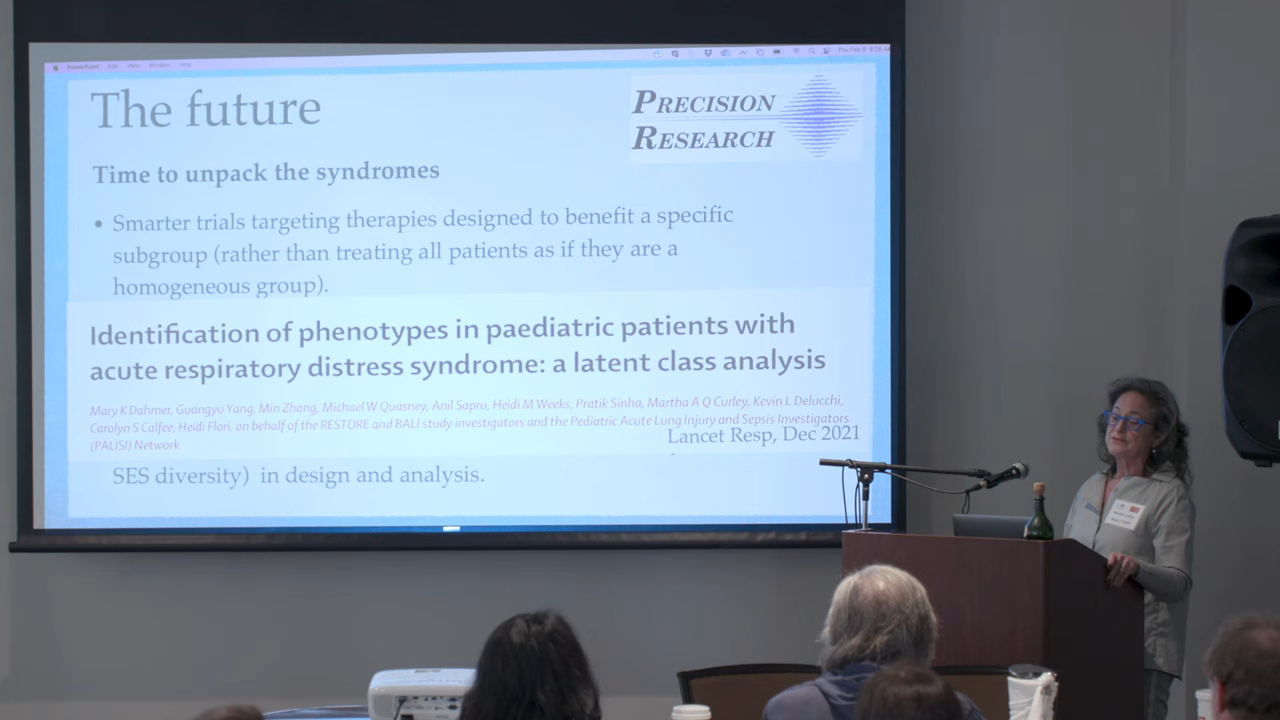 PowerPoint Edit View Window Help
The future
PRECISION
RESEARCH
Time to unpack the syndromes
• Smarter trials targeting therapies designed to benefit a specific
subgroup (rather than treating all patients as if they are a
homogeneous group).
Identification of phenotypes in paediatric patients with
acute respiratory distress syndrome: a latent class analysis
Mary K Dahmer, Guangyu Yang, Min Zhang, Michael W Quasney, Anil Sapru, Heidi M Weeks, Pratik Sinha, Martha A Q Curley, Kevin L Delucchi,
Carolyn S Calfee, Heidi Flori, on behalf of the RESTORE and BALI study investigators and the Pediatric Acute Lung Injury and Sepsis Investigators
(PALISI) Network
Lancet Resp, Dec 2021
SES diversity) in design and analysis.